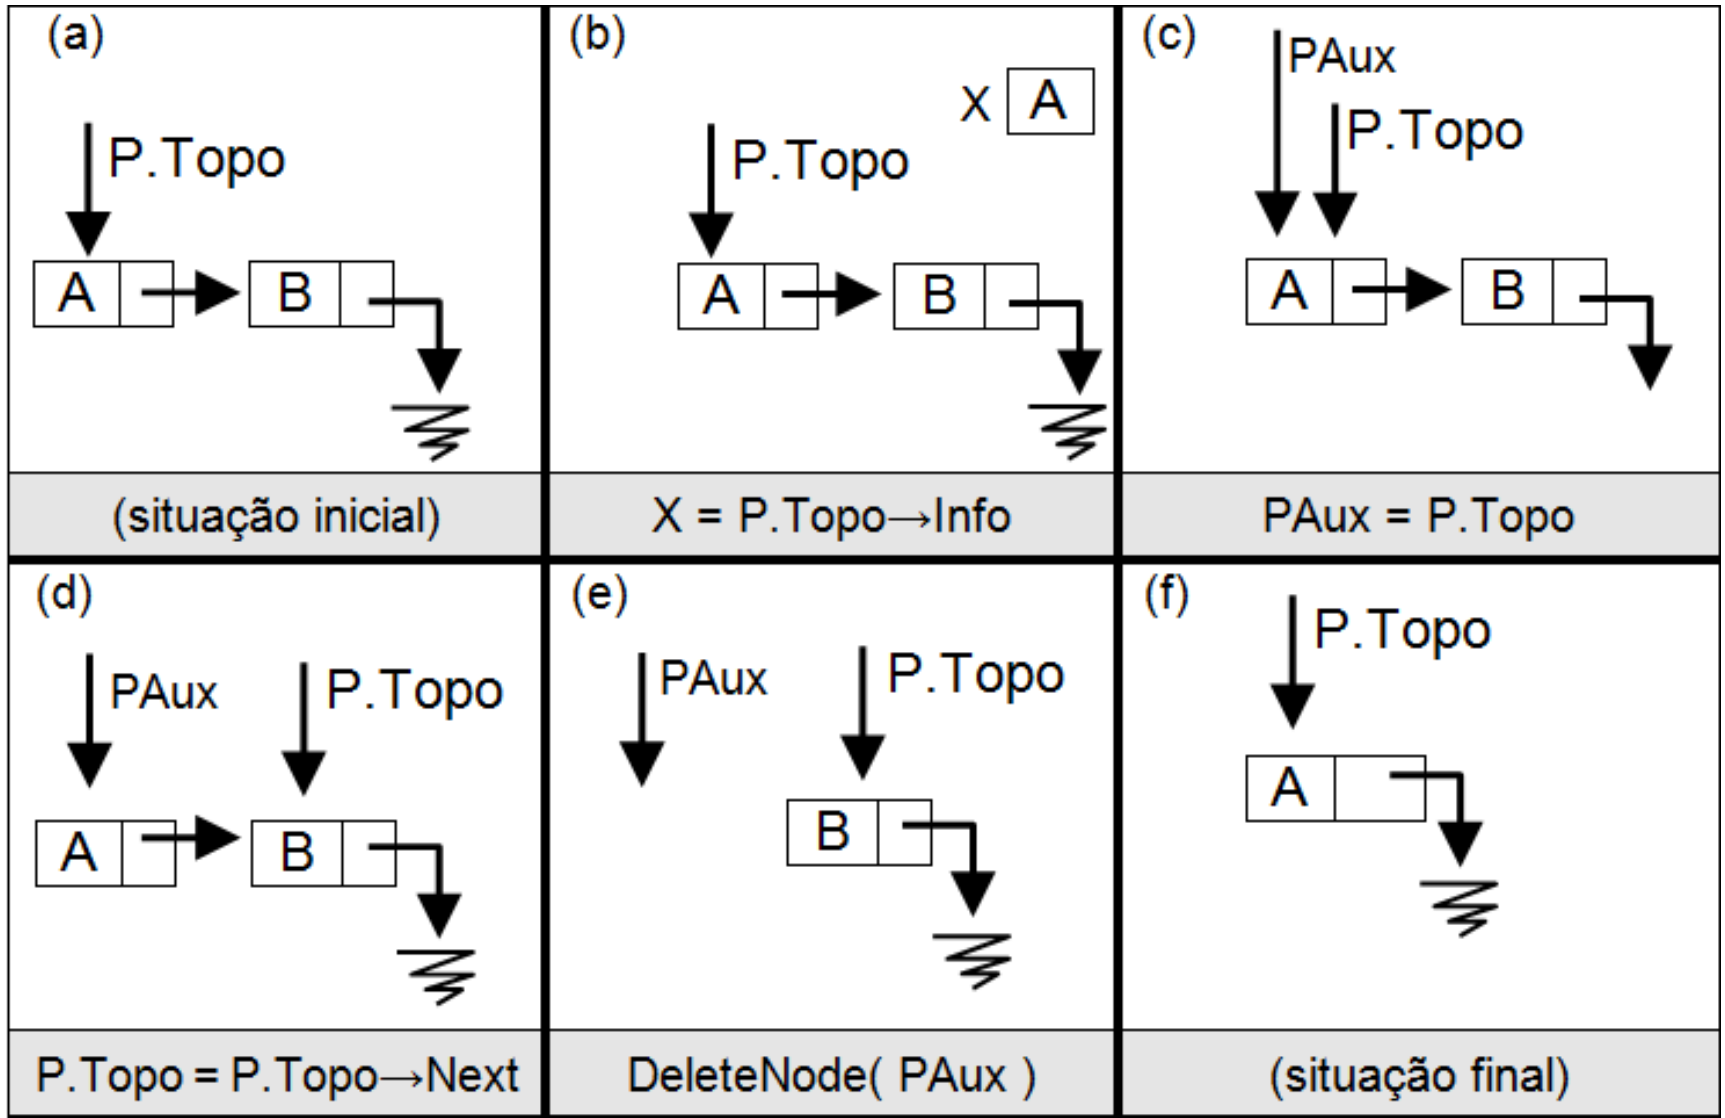 (a)
P.Topo
A
B
(situação inicial)
(b)
X A
P.Topo
A
B
X = P.Topo→Info
(c)
PAux
P.Topo
A
B
PAux = P.Topo
(d)
PAux
P.Topo
A
B
P.Topo = P.Topo→Next
(e)
PAux
P.Topo
B
DeleteNode( PAux )
(f)
P.Topo
A
(situação final)